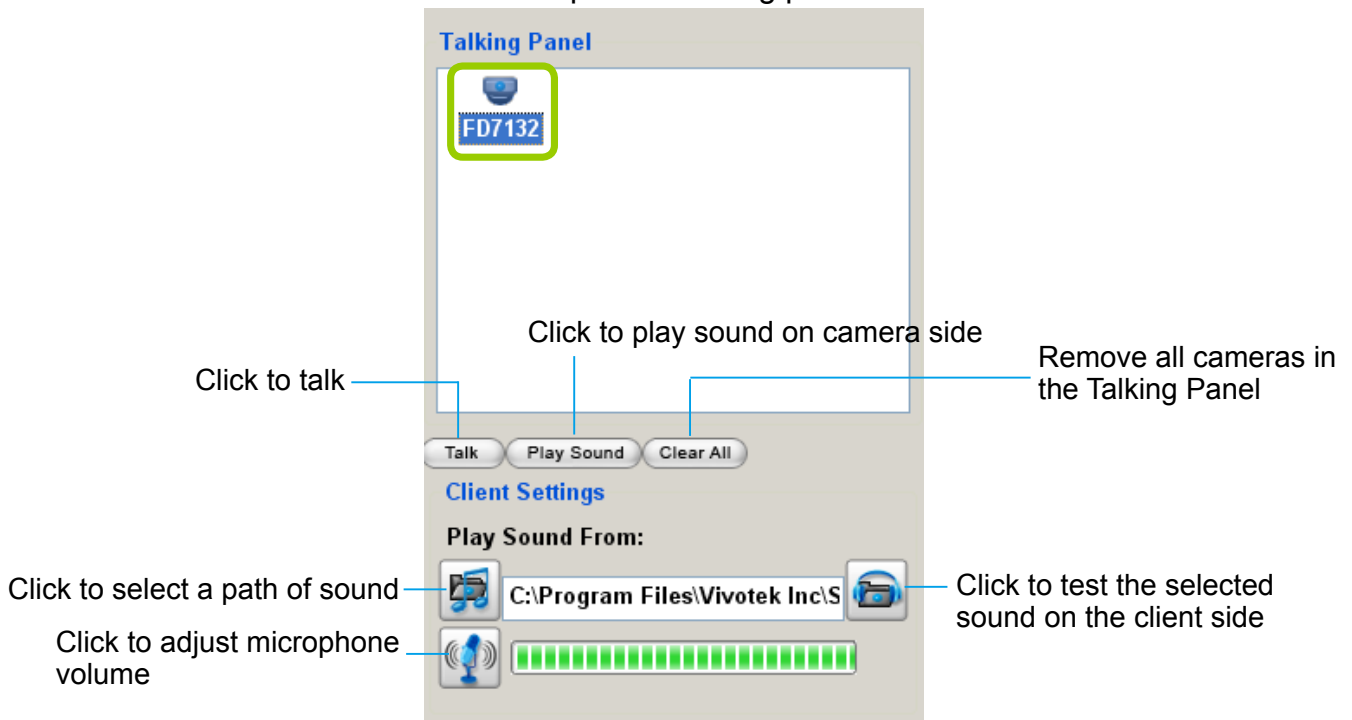 Talking Panel
FD7132
Click to play sound on camera side
Remove all cameras in
the Talking Panel
Click to talk
Talk
Play Sound
Clear All
Client Settings
Play Sound From:
Click to select a path of sound
C:\Program Files\Vivotek Inc\S
Click to test the selected
sound on the client side
Click to adjust microphone
volume